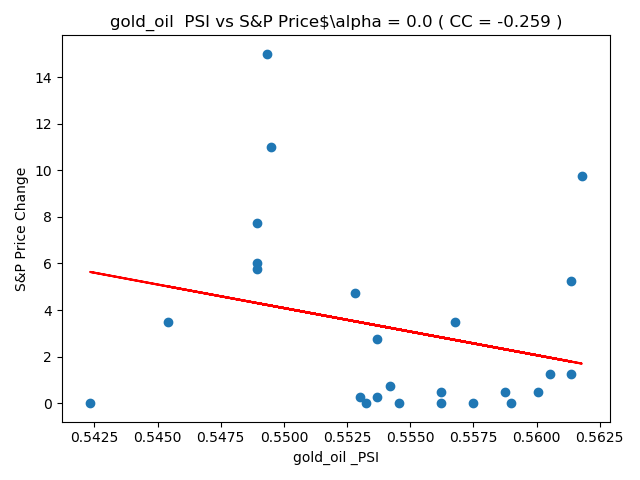 gold_oil  PSI vs S&P Price$\alpha = 0.0 ( CC = -0.259 )
14
12
10
8
6
4
2
0
S&P Price Change
0.5425 0.5450 0.5475 0.5500 0.5525 0.5550 0.5575 0.5600 0.5625
gold_oil _PSI